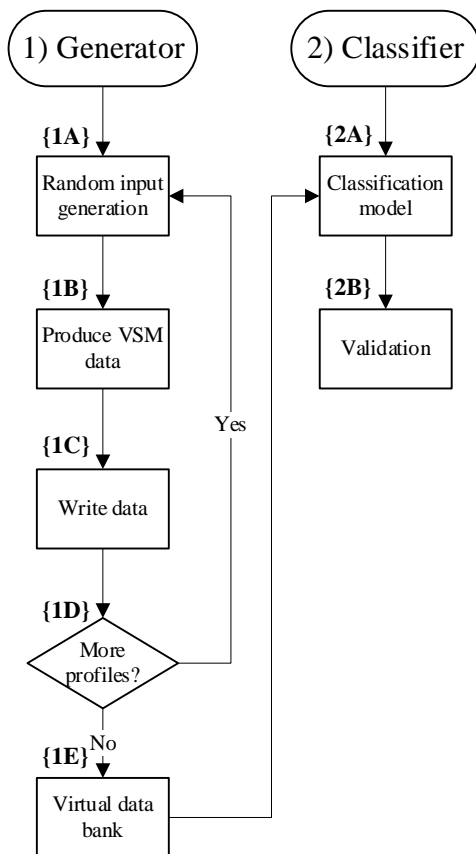 1) Generator
{1A}
Random input
generation
{1B}
Produce VSM
data
{1C}
Write data
{1D}
More
profiles?
Yes
No
{1E}
Virtual data
bank
2) Classifier
{2A}
Classification
model
{2B}
Validation